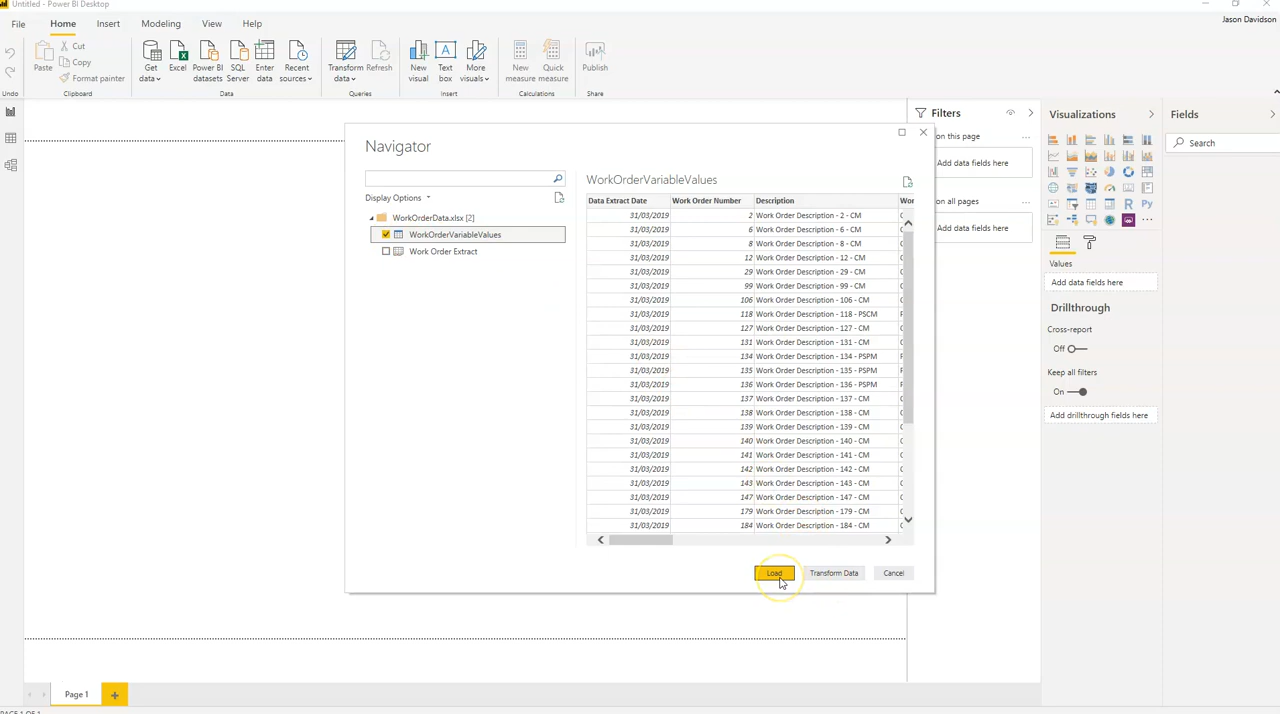 Untitled - Power BI Desktop
Jason Davidson
File Home Insert Modeling View Help
Paste
Cut
Copy
Format painter
Get data
Excel
Power BI datasets
SQL Server
Enter data
Recent sources
Transform data
Refresh
New visual
Text box
More visuals
New measure
Quick measure
Publish
Undo Clipboard Data Queries Insert Calculations Share
Navigator
Display Options
WorkOrderData.xlsx [2]
WorkOrderVariableValues
Work Order Extract
WorkOrderVariableValues
Data Extract Date Work Order Number Description
31/03/2019 2 Work Order Description - 2 - CM
31/03/2019 6 Work Order Description - 6 - CM
31/03/2019 8 Work Order Description - 8 - CM
31/03/2019 12 Work Order Description - 12 - CM
31/03/2019 29 Work Order Description - 29 - CM
31/03/2019 99 Work Order Description - 99 - CM
31/03/2019 106 Work Order Description - 106 - CM
31/03/2019 118 Work Order Description - 118 - PSCM
31/03/2019 127 Work Order Description - 127 - CM
31/03/2019 131 Work Order Description - 131 - CM
31/03/2019 134 Work Order Description - 134 - PSPM
31/03/2019 135 Work Order Description - 135 - PSPM
31/03/2019 136 Work Order Description - 136 - PSPM
31/03/2019 137 Work Order Description - 137 - CM
31/03/2019 138 Work Order Description - 138 - CM
31/03/2019 139 Work Order Description - 139 - CM
31/03/2019 140 Work Order Description - 140 - CM
31/03/2019 141 Work Order Description - 141 - CM
31/03/2019 142 Work Order Description - 142 - CM
31/03/2019 143 Work Order Description - 143 - CM
31/03/2019 147 Work Order Description - 147 - CM
31/03/2019 179 Work Order Description - 179 - CM
31/03/2019 184 Work Order Description - 184 - CM
Load Transform Data Cancel
Filters
on this page
Add data fields here
on all pages
Add data fields here
Visualizations
R Py
Values
Add data fields here
Drillthrough
Cross-report
Off
Keep all filters
On
Add drillthrough fields here
Fields
Search
Page 1